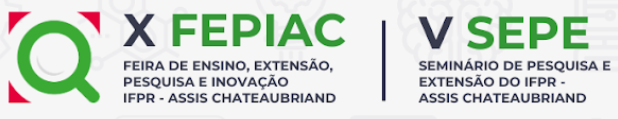 X FEPIAC
FEIRA DE ENSINO, EXTENSÃO,
PESQUISA E INOVAÇÃO
IFPR - ASSIS CHATEAUBRIAND
V SEPE
SEMINÁRIO DE PESQUISA E
EXTENSÃO DO IFPR -
ASSIS CHATEAUBRIAND